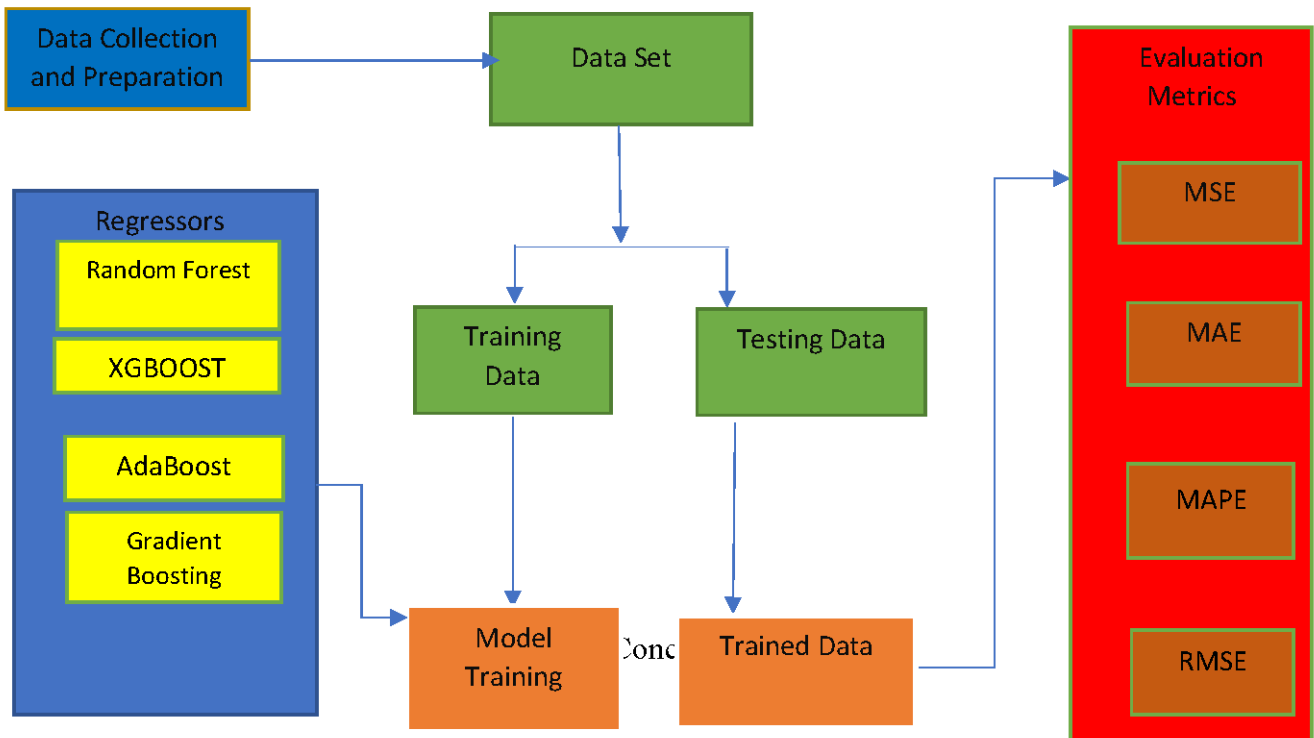 Data Collection
and Preparation
Data Set
Evaluation
Metrics
MSE
MAE
MAPE
RMSE
Regressors
Random Forest
XGBOOST
AdaBoost
Gradient
Boosting
Training
Data
Testing Data
Model
Training
Trained Data